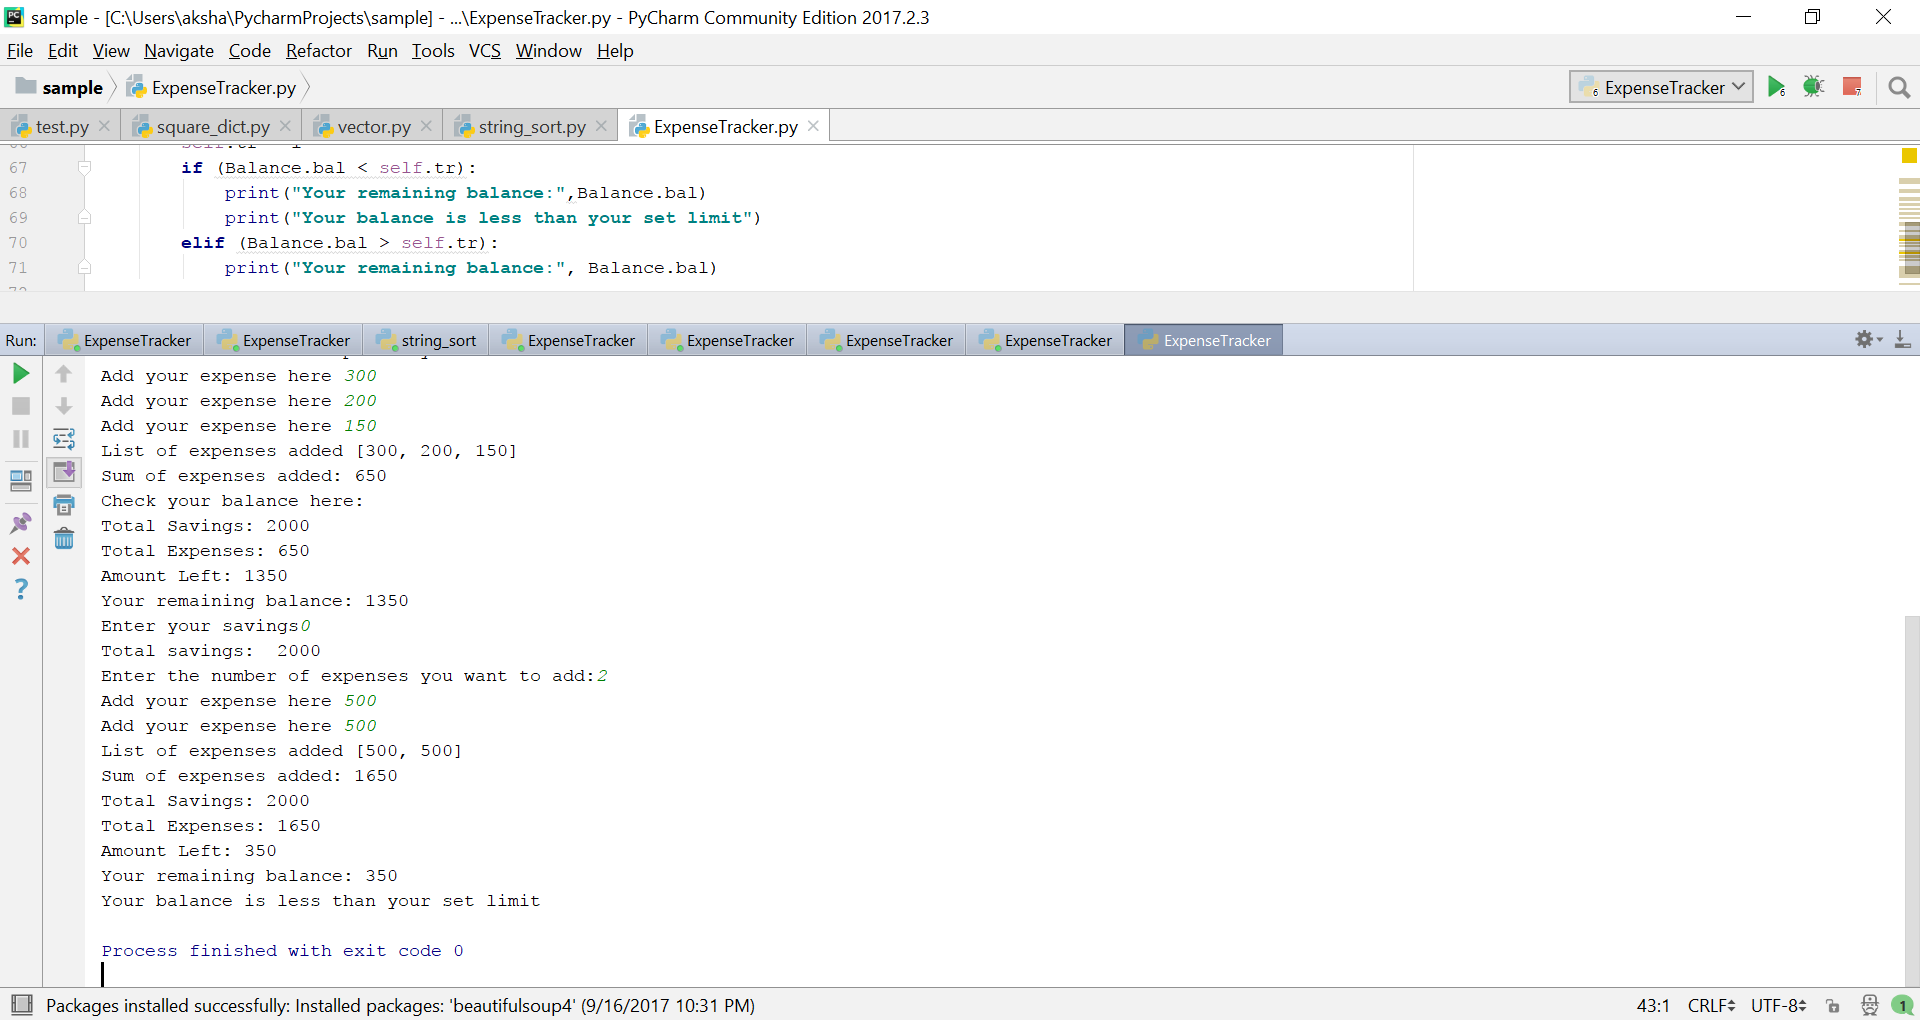 sample - [C:\Users\aksha\PycharmProjects\sample] - ...\ExpenseTracker.py - PyCharm Community Edition 2017.2.3
File Edit View Navigate Code Refactor Run Tools VCS Window Help
sample ExpenseTracker.py ExpenseTracker
test.py square_dict.py vector.py string_sort.py ExpenseTracker.py
67 if (Balance.bal < self.tr):
68 print("Your remaining balance:",Balance.bal)
69 print("Your balance is less than your set limit")
70 elif (Balance.bal > self.tr):
71 print("Your remaining balance:", Balance.bal)
Run: ExpenseTracker ExpenseTracker string_sort ExpenseTracker ExpenseTracker ExpenseTracker ExpenseTracker ExpenseTracker
Add your expense here 300
Add your expense here 200
Add your expense here 150
List of expenses added [300, 200, 150]
Sum of expenses added: 650
Check your balance here:
Total Savings: 2000
Total Expenses: 650
Amount Left: 1350
Your remaining balance: 1350
Enter your savings0
Total savings:  2000
Enter the number of expenses you want to add:2
Add your expense here 500
Add your expense here 500
List of expenses added [500, 500]
Sum of expenses added: 1650
Total Savings: 2000
Total Expenses: 1650
Amount Left: 350
Your remaining balance: 350
Your balance is less than your set limit
Process finished with exit code 0
Packages installed successfully: Installed packages: 'beautifulsoup4' (9/16/2017 10:31 PM) 43:1 CRLF UTF-8 1